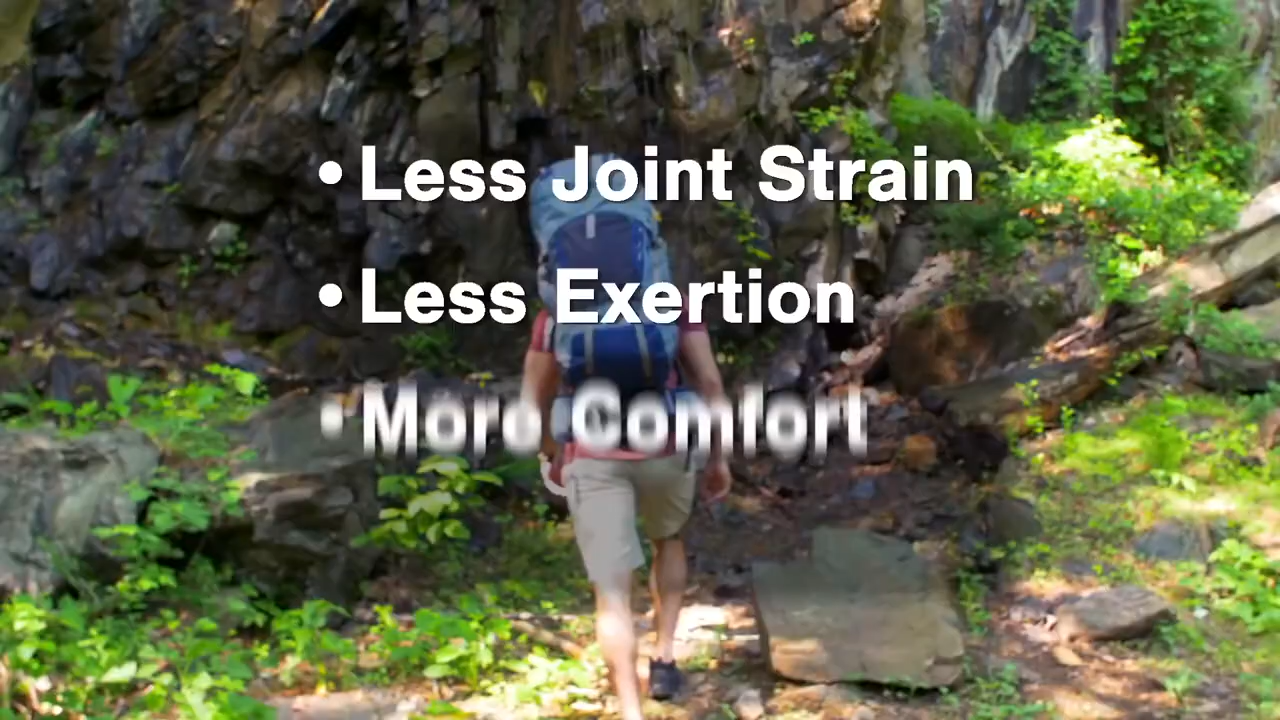 • Less Joint Strain
• Less Exertion
• More Comfort